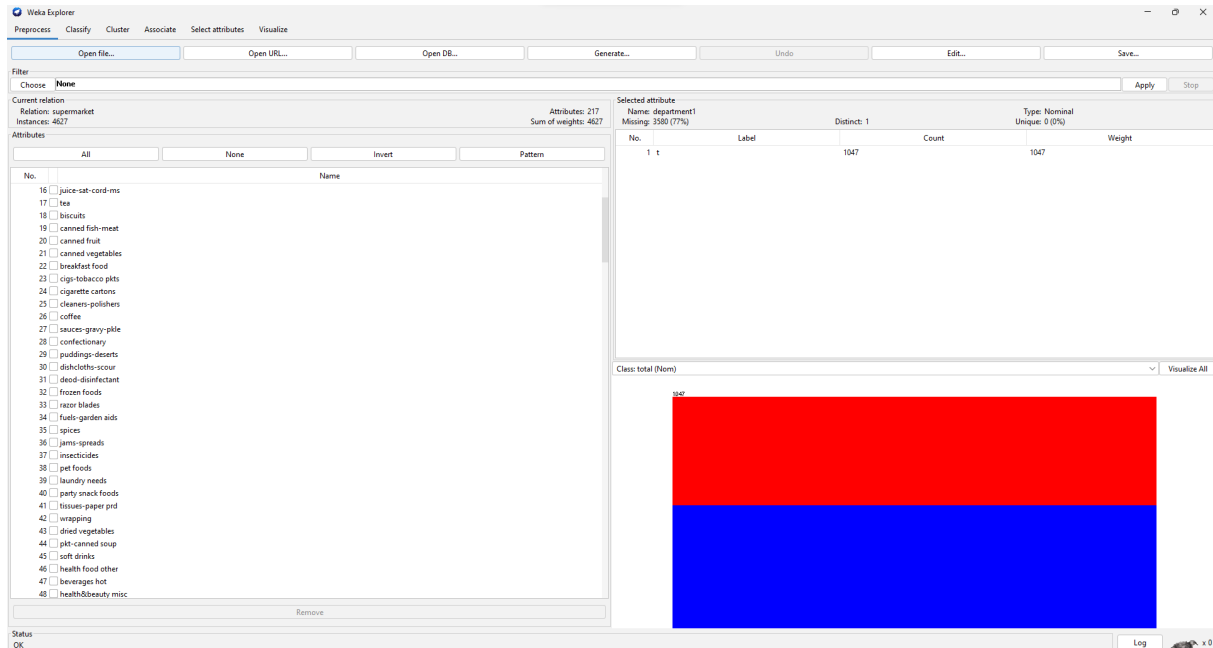 Weka Explorer
Preprocess Classify Cluster Associate Select attributes Visualize
Open file... Open URL... Open DB... Generate... Undo Edit... Save...
Filter
Choose None Apply Stop
Current relation
Relation: supermarket Attributes: 217
Instances: 4627 Sum of weights: 4627
Attributes
All None Invert Pattern
No. Name
16 juice-sat-cord-ms
17 tea
18 biscuits
19 canned fish-meat
20 canned fruit
21 canned vegetables
22 breakfast food
23 cigs-tobacco pkts
24 cigarette cartons
25 cleaners-polishers
26 coffee
27 sauces-gravy-pkle
28 confectionary
29 puddings-deserts
30 dishcloths-scour
31 deod-disinfectant
32 frozen foods
33 razor blades
34 fuels-garden aids
35 spices
36 jams-spreads
37 insecticides
38 pet foods
39 laundry needs
40 party snack foods
41 tissues-paper prd
42 wrapping
43 dried vegetables
44 pkt-canned soup
45 soft drinks
46 health food other
47 beverages hot
48 health&beauty misc
Remove
Selected attribute
Name: department1 Type: Nominal
Missing: 3580 (77%) Distinct: 1 Unique: 0 (0%)
No. Label Count Weight
1 t 1047 1047
Class: total (Nom) Visualize All
1047
Status
OK
Log x 0